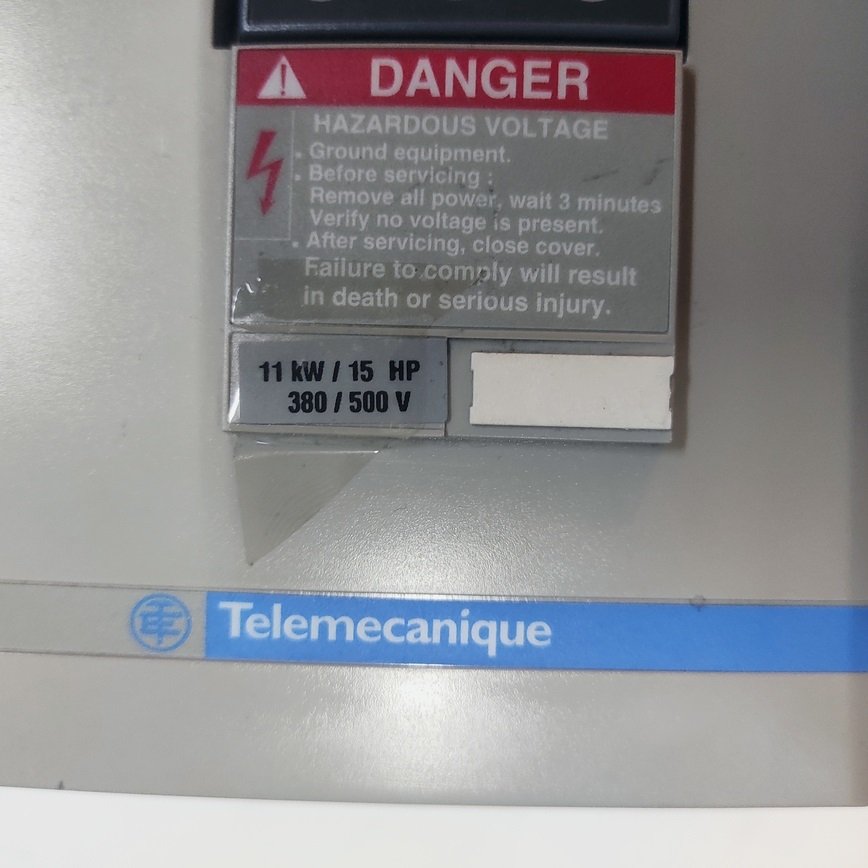 DANGER
HAZARDOUS VOLTAGE
. Ground equipment.
. Before servicing :
Remove all power, wait 3 minutes
Verify no voltage is present.
. After servicing, close cover.
Failure to comply will result
in death or serious injury.
11 kW / 15 HP
380 / 500 V
Telemecanique